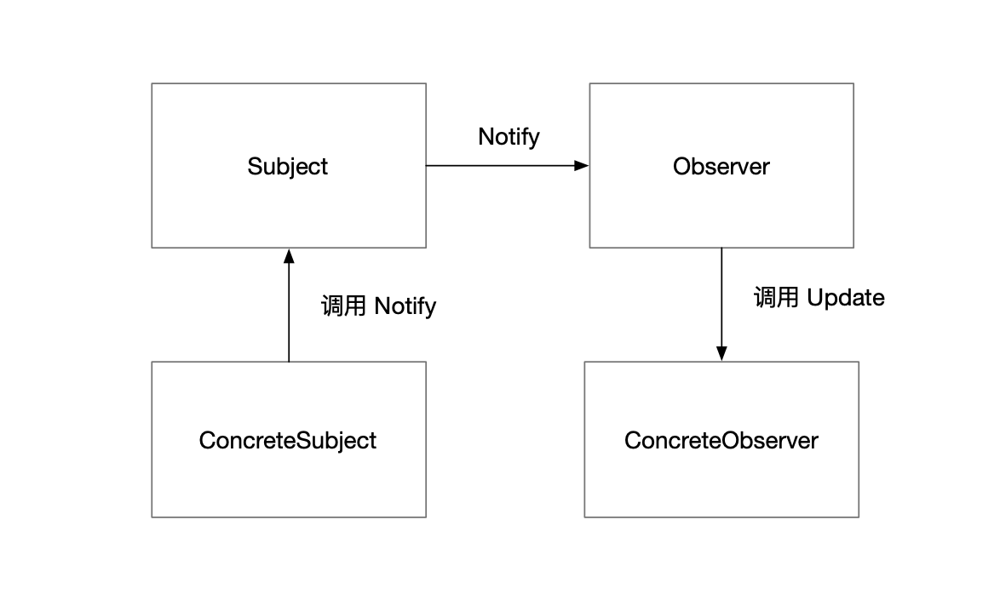 Notify
Subject
Observer
调用 Notify
调用 Update
ConcreteSubject
ConcreteObserver